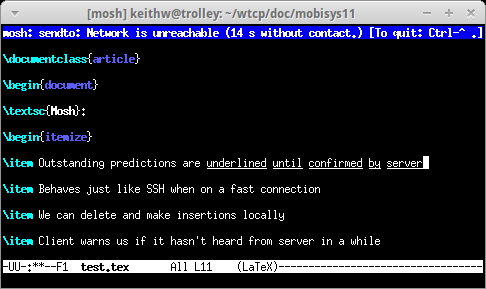 [mosh] keithw@trolley: ~/wtcp/doc/mobisys11
mosh: sendto: Network is unreachable (14 s without contact.) [To quit: Ctrl-^ .]
\documentclass{article}
\begin{document}
\textsc{Mosh}:
\begin{itemize}
\item Outstanding predictions are underlined until confirmed by server
\item Behaves just like SSH when on a fast connection
\item We can delete and make insertions locally
\item Client warns us if it hasn't heard from server in a while
-UU-:**--F1  test.tex      All L11    (LaTeX)-----------------------------------